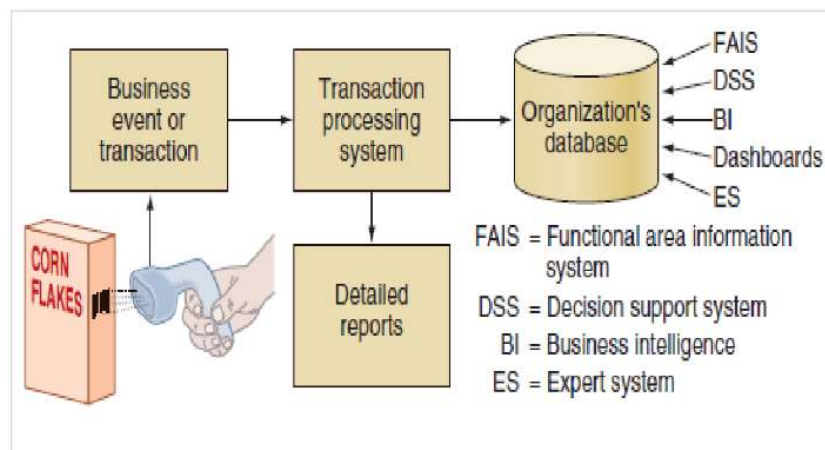 Business
event or
transaction
Transaction
processing
system
Organization's
database
FAIS
DSS
BI
Dashboards
ES
CORN
FLAKES
Detailed
reports
FAIS = Functional area information
system
DSS = Decision support system
BI = Business intelligence
ES = Expert system